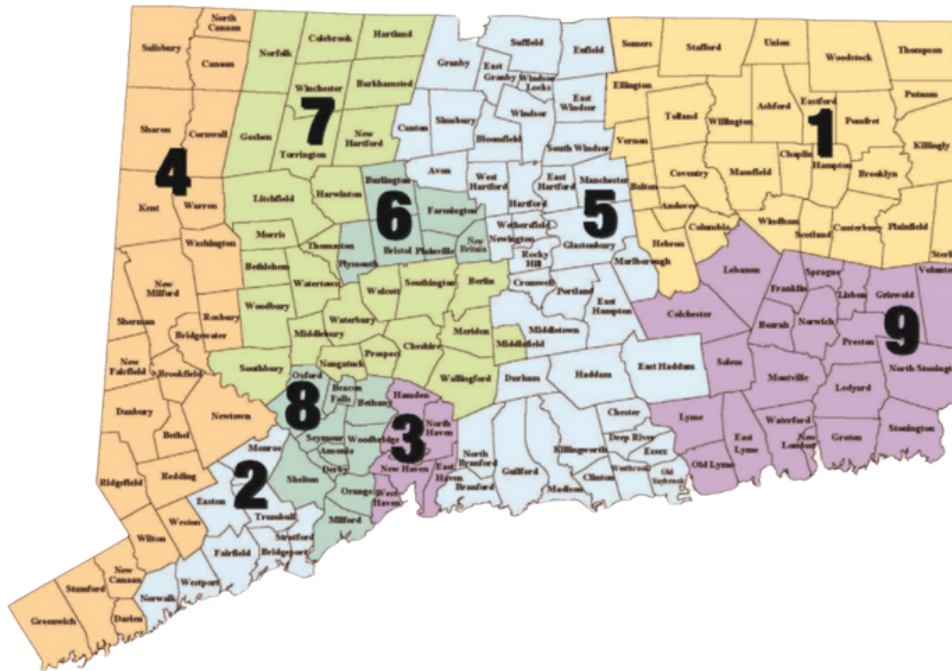 North
Canaan
Salisbury
Canaan
Norfolk
Colebrook
Hartland
Suffield
Enfield
Granby
East
Granby
Windsor
Locks
Somers
Stafford
Union
Woodstock
Thompson
Winchester
Barkhamsted
East
Windsor
Ellington
Putnam
Sharon
Cornwall
Goshen
7
New
Hartford
Torrington
Canton
Simsbury
Windsor
Bloomfield
South Windsor
Tolland
Willington
Ashford
Eastford
Pomfret
1
Killingly
4
Vernon
Avon
West
Hartford
East
Hartford
Manchester
Hartford
Coventry
Mansfield
Chaplin
Hampton
Brooklyn
Kent
Warren
Litchfield
Harwinton
Burlington
6
Farmington
5
Bolton
Andover
Columbia
Windham
Scotland
Canterbury
Plainfield
Sterl
Wethersfield
Newington
Glastonbury
Rocky
Hill
Hebron
Marlborough
Washington
Morris
Thomaston
Plymouth
Bristol
Plainville
New
Britain
Bethlehem
Watertown
Wolcott
Southington
Berlin
Cromwell
Portland
East
Hampton
Lebanon
Franklin
Sprague
Lisbon
Griswold
Volunt
New
Milford
Woodbury
Waterbury
Middletown
Colchester
Bozrah
Norwich
Preston
9
Sherman
Roxbury
Bridgewater
Middlebury
Naugatuck
Prospect
Cheshire
Meriden
Middlefield
North Stoning
New
Fairfield
Brookfield
Southbury
Oxford
Beacon
Falls
Bethany
Wallingford
Durham
Haddam
East Haddam
Salem
Montville
Ledyard
Danbury
Newtown
8
Hamden
3
North
Haven
Bethel
Monroe
Seymour
Woodbridge
Ansonia
Derby
Chester
Deep River
Essex
Lyme
East
Lyme
Waterford
New
London
Groton
Stonington
Ridgefield
Redding
2
Shelton
Orange
New Haven
West
Haven
East
Haven
North
Branford
Guilford
Killingworth
Westbrook
Old
Saybrook
Old Lyme
Easton
Trumbull
Milford
Branford
Madison
Clinton
Weston
Wilton
Fairfield
Stratford
Bridgeport
New
Canaan
Stamford
Westport
Norwalk
Greenwich
Darien